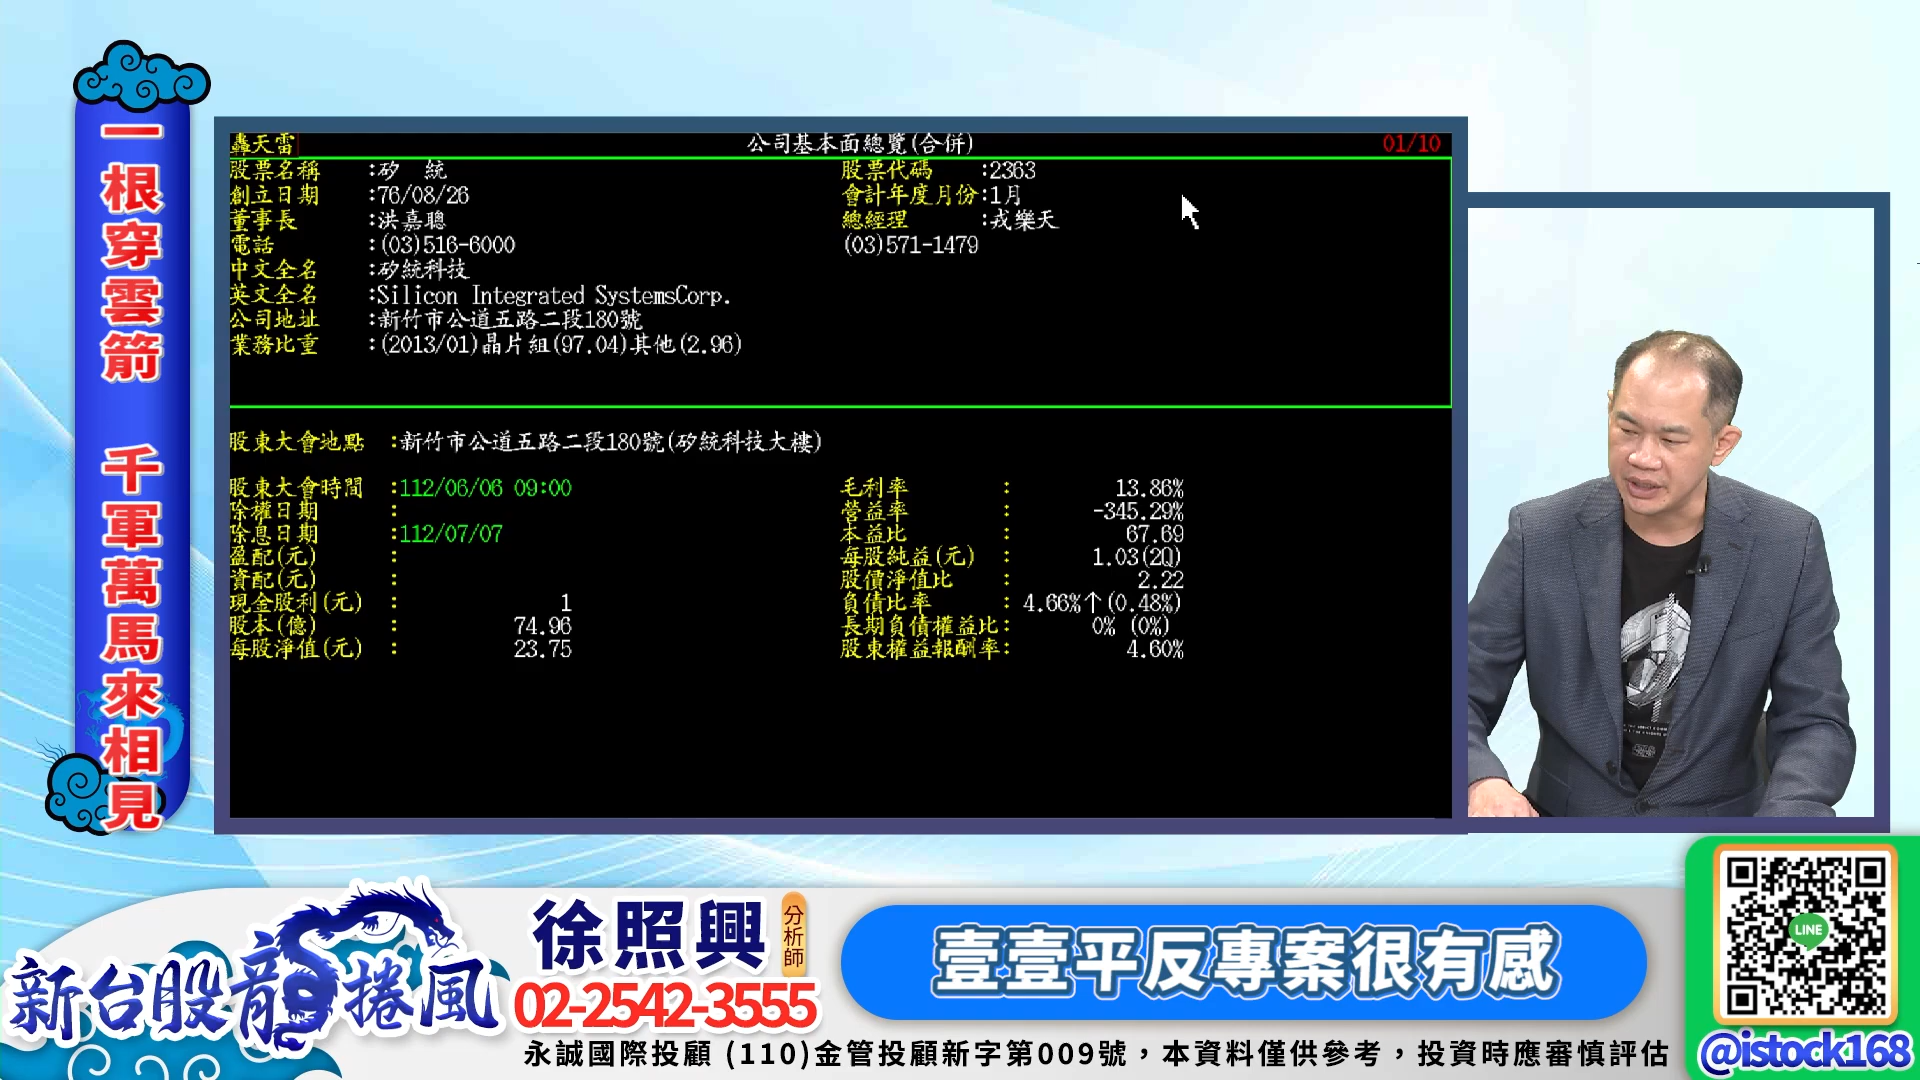 一根穿雲箭 千軍萬馬來相見
轟天雷 公司基本面總覽(合併) 01/10
股票名稱 :矽 統 股票代碼 :2363
創立日期 :76/08/26 會計年度月份:1月
董事長 :洪嘉聰 總經理 :戎樂天
電話 :(03)516-6000 (03)571-1479
中文全名 :矽統科技
英文全名 :Silicon Integrated SystemsCorp.
公司地址 :新竹市公道五路二段180號
業務比重 :(2013/01)晶片組(97.04)其他(2.96)
股東大會地點 :新竹市公道五路二段180號(矽統科技大樓)
股東大會時間 :112/06/06 09:00 毛利率 : 13.86%
除權日期 : 營益率 : -345.29%
除息日期 :112/07/07 本益比 : 67.69
盈配(元) : 每股純益(元) : 1.03(2Q)
資配(元) : 股價淨值比 : 2.22
現金股利(元) : 1 負債比率 : 4.66%↑(0.48%)
股本(億) : 74.96 長期負債權益比: 0% (0%)
每股淨值(元) : 23.75 股東權益報酬率: 4.60%
新台股龍捲風
徐照興 分析師
02-2542-3555
壹壹平反專案很有感
LINE
永誠國際投顧 (110)金管投顧新字第009號，本資料僅供參考，投資時應審慎評估
@istock168